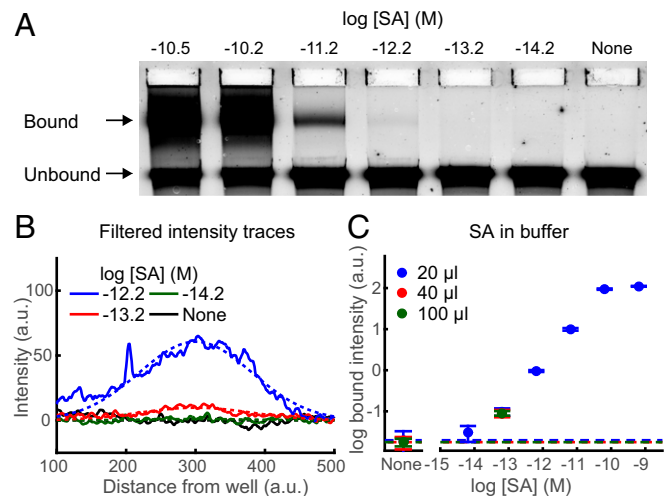 A
log [SA] (M)
-10.5 -10.2 -11.2 -12.2 -13.2 -14.2 None
Bound
Unbound
B
Filtered intensity traces
log [SA] (M)
-12.2 -14.2
-13.2 None
Intensity (a.u.)
100
50
0
100 200 300 400 500
Distance from well (a.u.)
C
SA in buffer
20 µl
40 µl
100 µl
log bound intensity (a.u.)
2
1
0
-1
None -15 -14 -13 -12 -11 -10 -9
log [SA] (M)